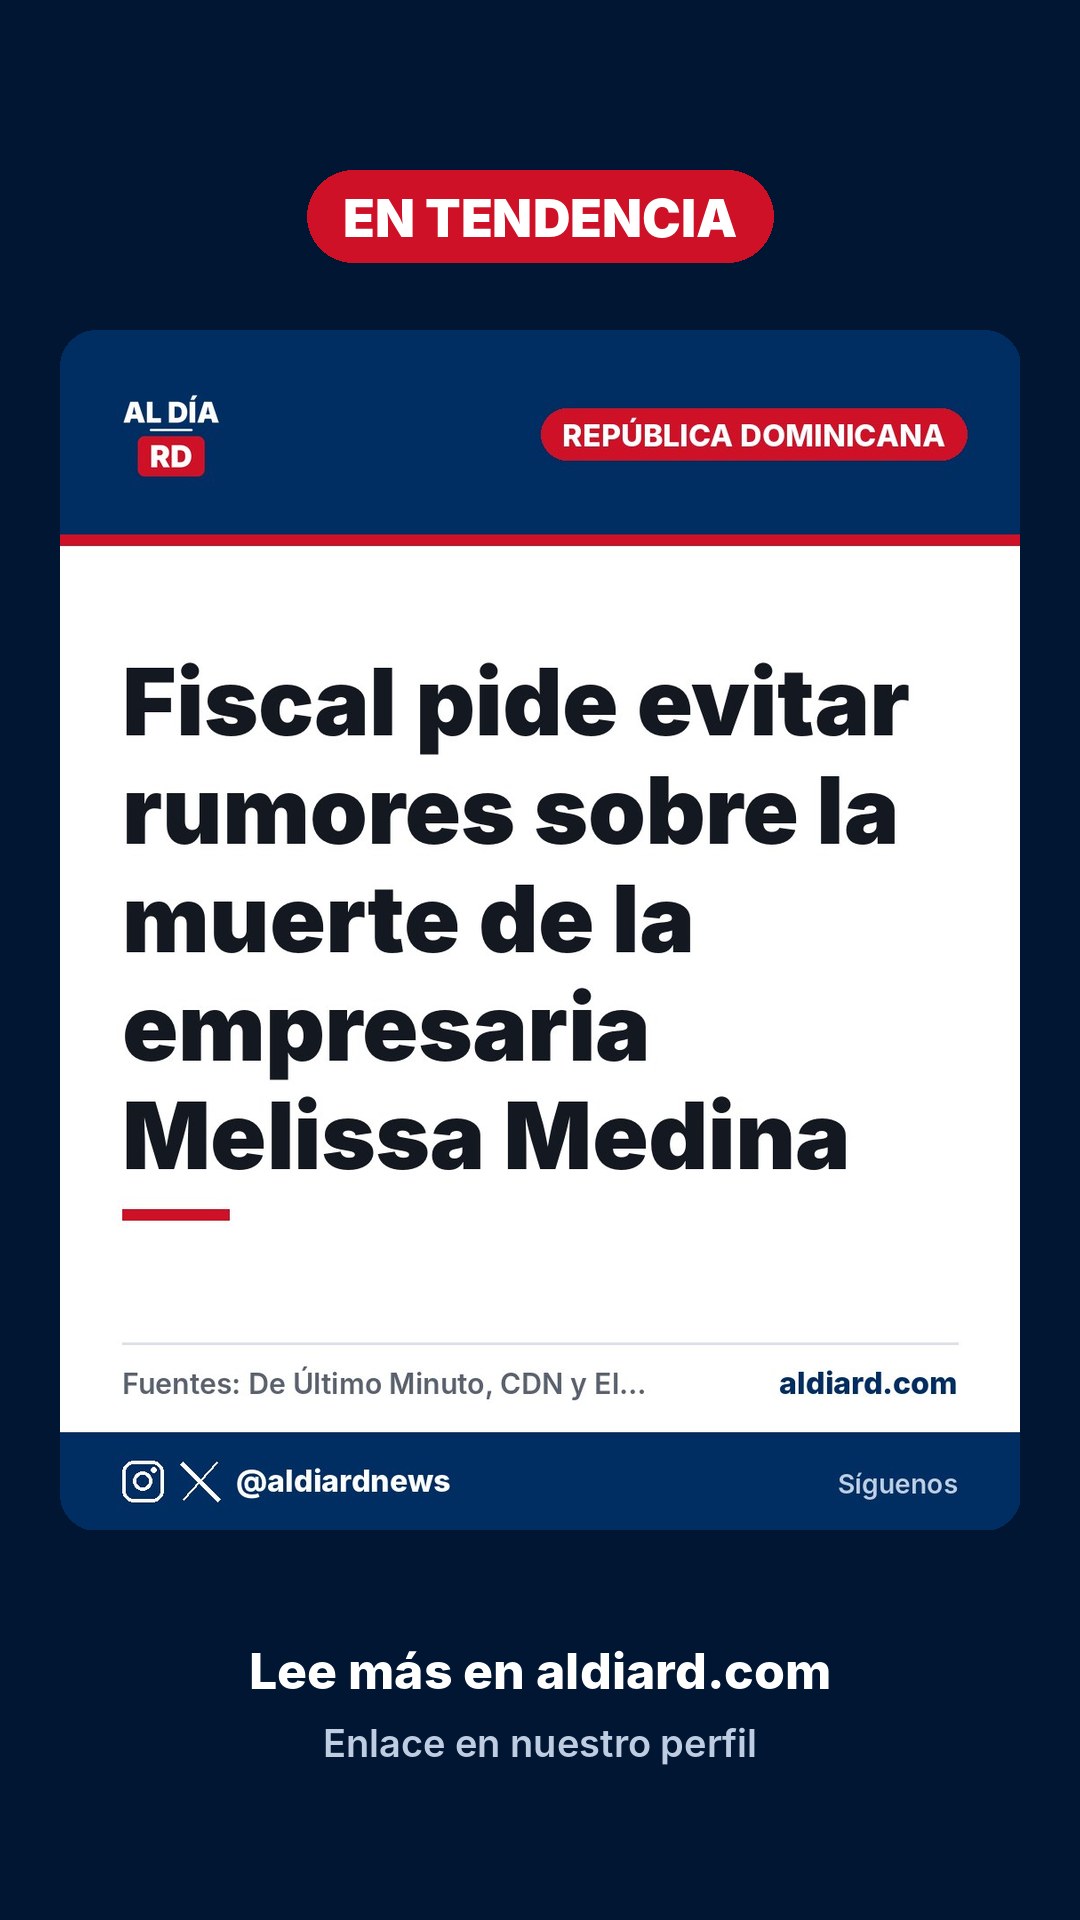 EN TENDENCIA
AL DÍA
RD
REPÚBLICA DOMINICANA
Fiscal pide evitar
rumores sobre la
muerte de la
empresaria
Melissa Medina
Fuentes: De Último Minuto, CDN y El...
aldiard.com
@aldiardnews
Síguenos
Lee más en aldiard.com
Enlace en nuestro perfil